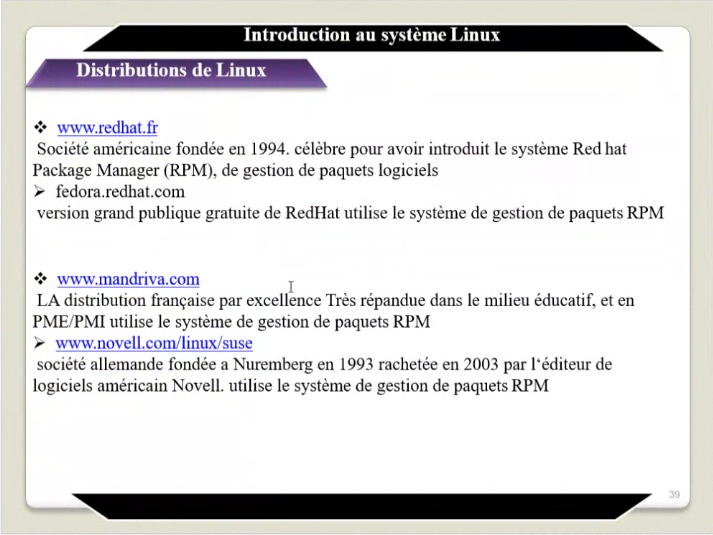 Introduction au système Linux
Distributions de Linux
❖ www.redhat.fr
Société américaine fondée en 1994. célèbre pour avoir introduit le système Red hat
Package Manager (RPM), de gestion de paquets logiciels
➢ fedora.redhat.com
version grand publique gratuite de RedHat utilise le système de gestion de paquets RPM
❖ www.mandriva.com
LA distribution française par excellence Très répandue dans le milieu éducatif, et en
PME/PMI utilise le système de gestion de paquets RPM
➢ www.novell.com/linux/suse
société allemande fondée a Nuremberg en 1993 rachetée en 2003 par l‘éditeur de
logiciels américain Novell. utilise le système de gestion de paquets RPM
39